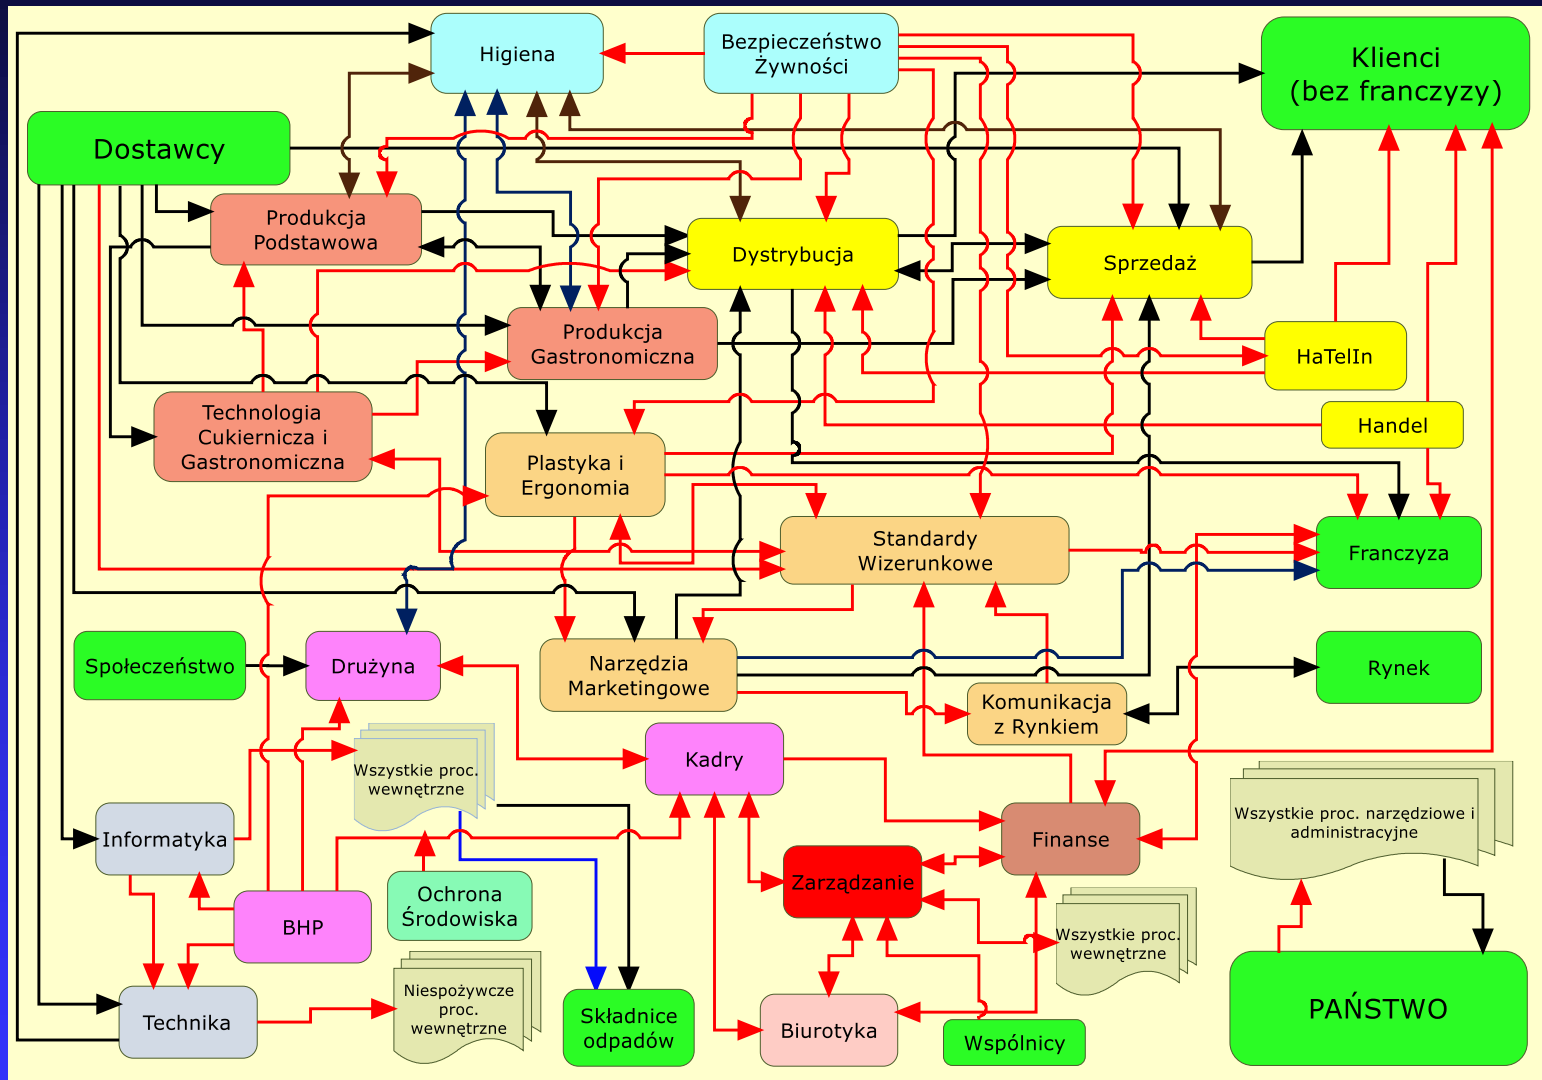 Higiena
Bezpieczeństwo
Żywności
Klienci
(bez franczyzy)
Dostawcy
Produkcja
Podstawowa
Dystrybucja
Sprzedaż
Produkcja
Gastronomiczna
HaTelIn
Technologia
Cukiernicza i
Gastronomiczna
Handel
Plastyka i
Ergonomia
Standardy
Wizerunkowe
Franczyza
Społeczeństwo
Drużyna
Narzędzia
Marketingowe
Rynek
Komunikacja
z Rynkiem
Wszystkie proc.
wewnętrzne
Kadry
Informatyka
Finanse
Wszystkie proc. narzędziowe i
administracyjne
Zarządzanie
Ochrona
Środowiska
BHP
Wszystkie proc.
wewnętrzne
Niespożywcze
proc.
wewnętrzne
Technika
Składnice
odpadów
Biurotyka
Wspólnicy
PAŃSTWO